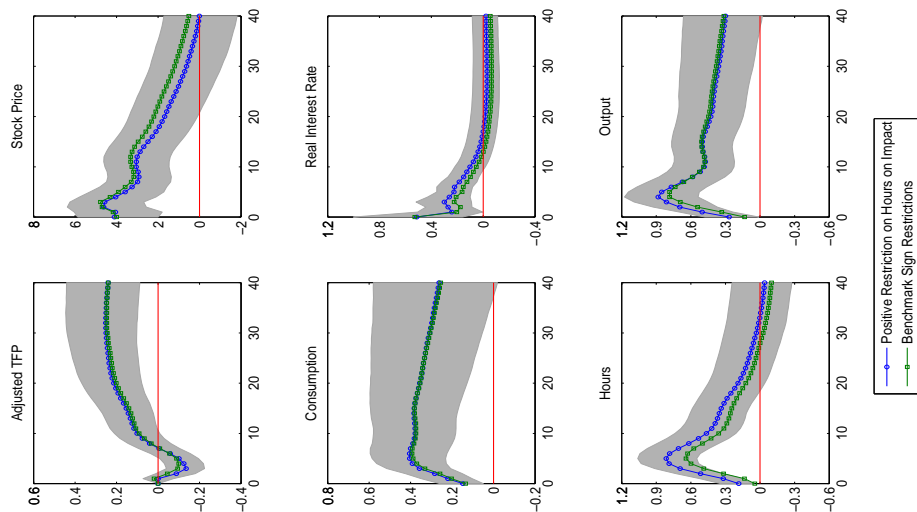 Adjusted TFP
0.6
0.4
0.2
0
−0.2
−0.4
0 10 20 30 40
Stock Price
8
6
4
2
0
−2
0 10 20 30 40
Consumption
0.8
0.6
0.4
0.2
0
−0.2
0 10 20 30 40
Real Interest Rate
1.2
0.9
0.6
0.3
0
−0.3
0 10 20 30 40
Hours
1.2
0.9
0.6
0.3
0
−0.3
−0.6
0 10 20 30 40
Output
1.2
0.9
0.6
0.3
0
−0.3
−0.6
0 10 20 30 40
Positive Restriction on Hours on Impact
Benchmark Sign Restrictions